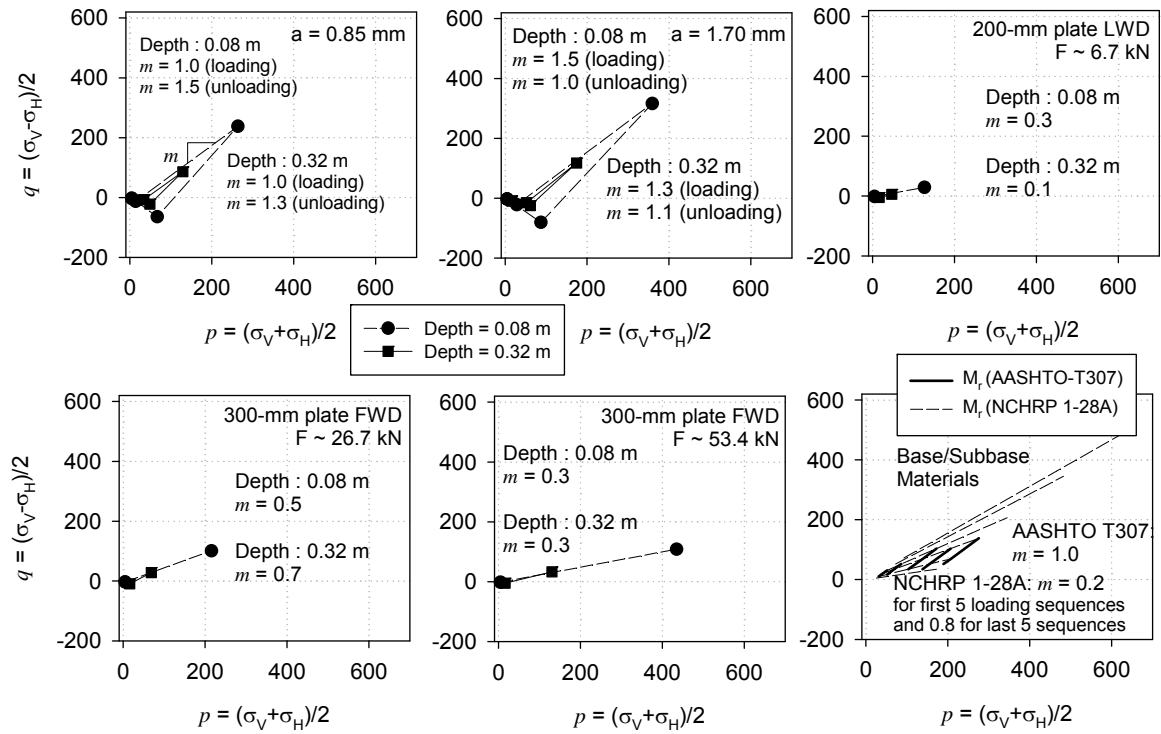 600
400
200
0
-200
q = (σV-σH)/2
a = 0.85 mm
Depth : 0.08 m
m = 1.0 (loading)
m = 1.5 (unloading)
m
Depth : 0.32 m
m = 1.0 (loading)
m = 1.3 (unloading)
0 200 400 600
p = (σV+σH)/2
600
400
200
0
-200
a = 1.70 mm
Depth : 0.08 m
m = 1.5 (loading)
m = 1.0 (unloading)
Depth : 0.32 m
m = 1.3 (loading)
m = 1.1 (unloading)
0 200 400 600
p = (σV+σH)/2
600
400
200
0
-200
200-mm plate LWD
F ~ 6.7 kN
Depth : 0.08 m
m = 0.3
Depth : 0.32 m
m = 0.1
0 200 400 600
p = (σV+σH)/2
Depth = 0.08 m
Depth = 0.32 m
600
400
200
0
-200
q = (σV-σH)/2
300-mm plate FWD
F ~ 26.7 kN
Depth : 0.08 m
m = 0.5
Depth : 0.32 m
m = 0.7
0 200 400 600
p = (σV+σH)/2
600
400
200
0
-200
300-mm plate FWD
F ~ 53.4 kN
Depth : 0.08 m
m = 0.3
Depth : 0.32 m
m = 0.3
0 200 400 600
p = (σV+σH)/2
600
400
200
0
-200
Mr (AASHTO-T307)
Mr (NCHRP 1-28A)
Base/Subbase
Materials
AASHTO T307:
m = 1.0
NCHRP 1-28A: m = 0.2
for first 5 loading sequences
and 0.8 for last 5 sequences
0 200 400 600
p = (σV+σH)/2